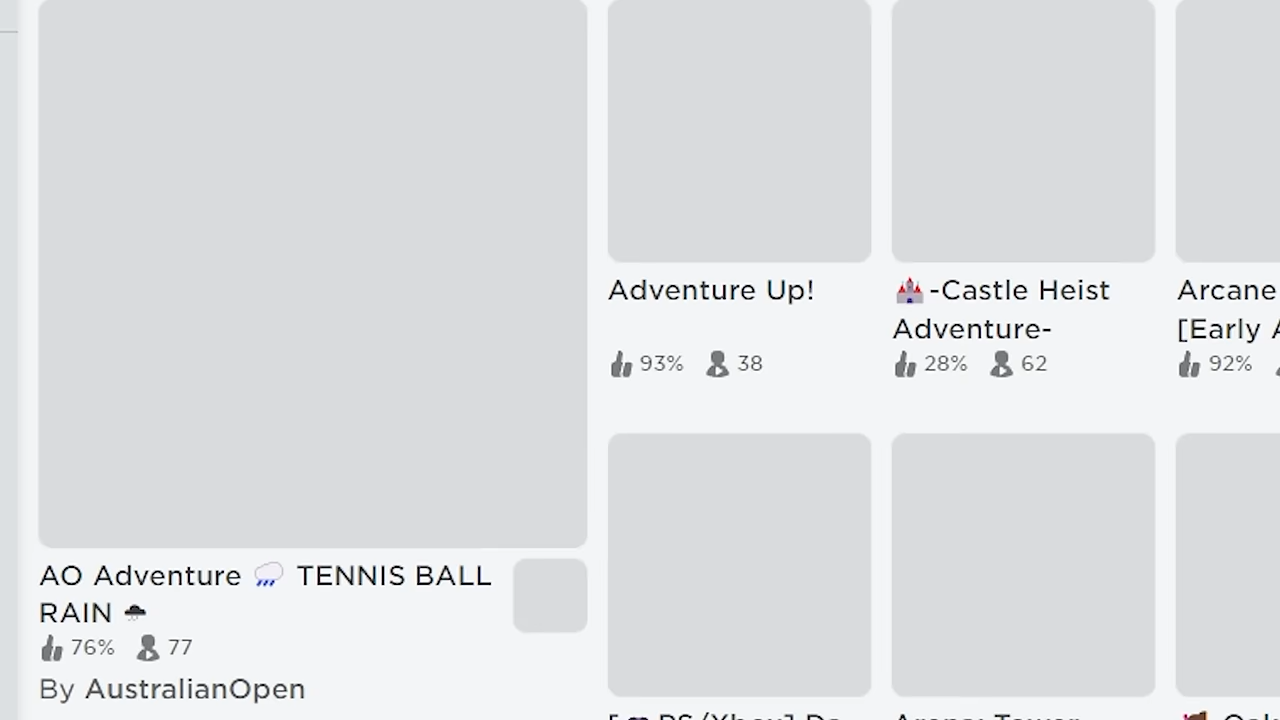 Adventure Up!
93% 38
🏰-Castle Heist
Adventure-
28% 62
Arcane
[Early
92%
AO Adventure 🌧️ TENNIS BALL
RAIN 🌧
76% 77
By AustralianOpen